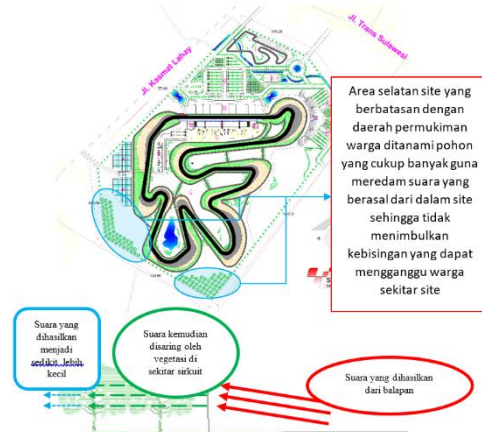 Jl. Trans Sulawesi
Jl. Kasmat Lahay
Area selatan site yang
berbatasan dengan
daerah permukiman
warga ditanami pohon
yang cukup banyak guna
meredam suara yang
berasal dari dalam site
sehingga tidak
menimbulkan
kebisingan yang dapat
mengganggu warga
sekitar site
Suara yang
dihasilkan
menjadi
sedikit lebih
kecil
Suara kemudian
disaring oleh
vegetasi di
sekitar sirkuit
Suara yang dihasilkan
dari balapan